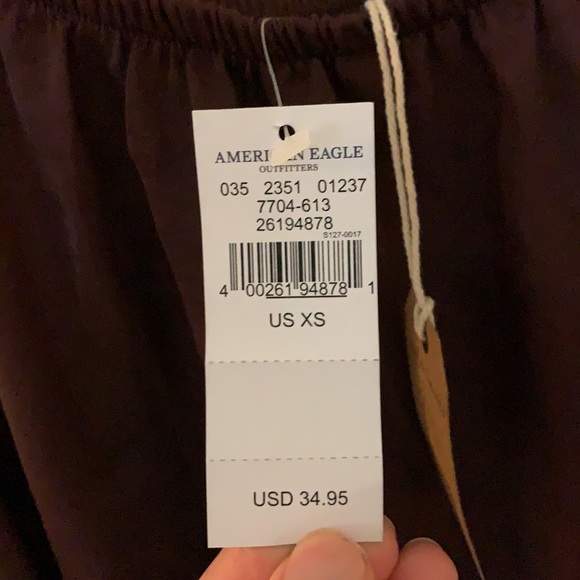 AMERICAN EAGLE
OUTFITTERS
035 2351 01237
7704-613
26194878
S127-0017
4 00261 94878 1
US XS
USD 34.95